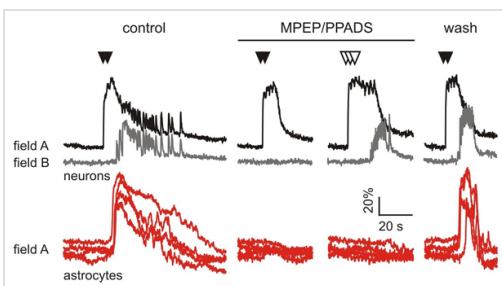 control
MPEP/PPADS
wash
field A
field B
neurons
20%
20 s
field A
astrocytes